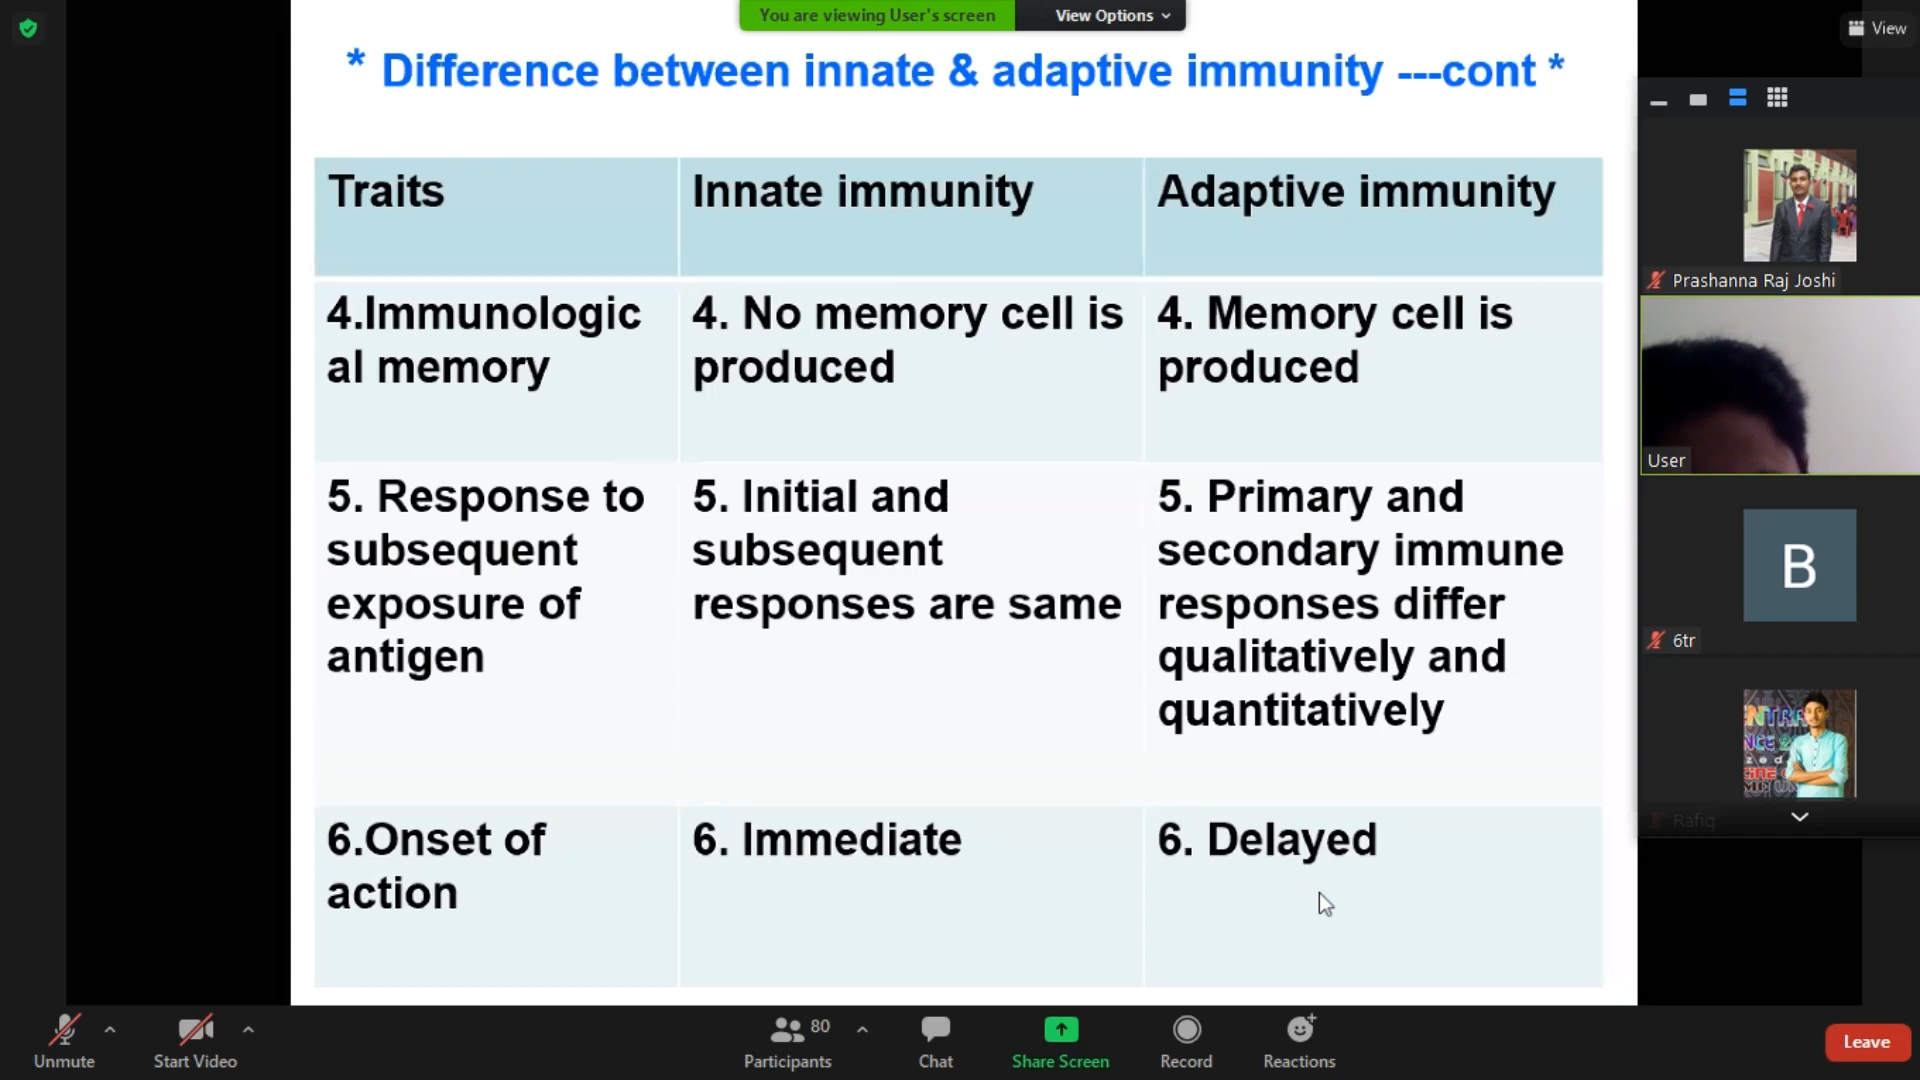 You are viewing User's screen
View Options
View
* Difference between innate & adaptive immunity ---cont *
Traits
Innate immunity
Adaptive immunity
4.Immunologic
al memory
4. No memory cell is
produced
4. Memory cell is
produced
5. Response to
subsequent
exposure of
antigen
5. Initial and
subsequent
responses are same
5. Primary and
secondary immune
responses differ
qualitatively and
quantitatively
6.Onset of
action
6. Immediate
6. Delayed
Prashanna Raj Joshi
User
B
6tr
Rafiq
Unmute
Start Video
80
Participants
Chat
Share Screen
Record
Reactions
Leave